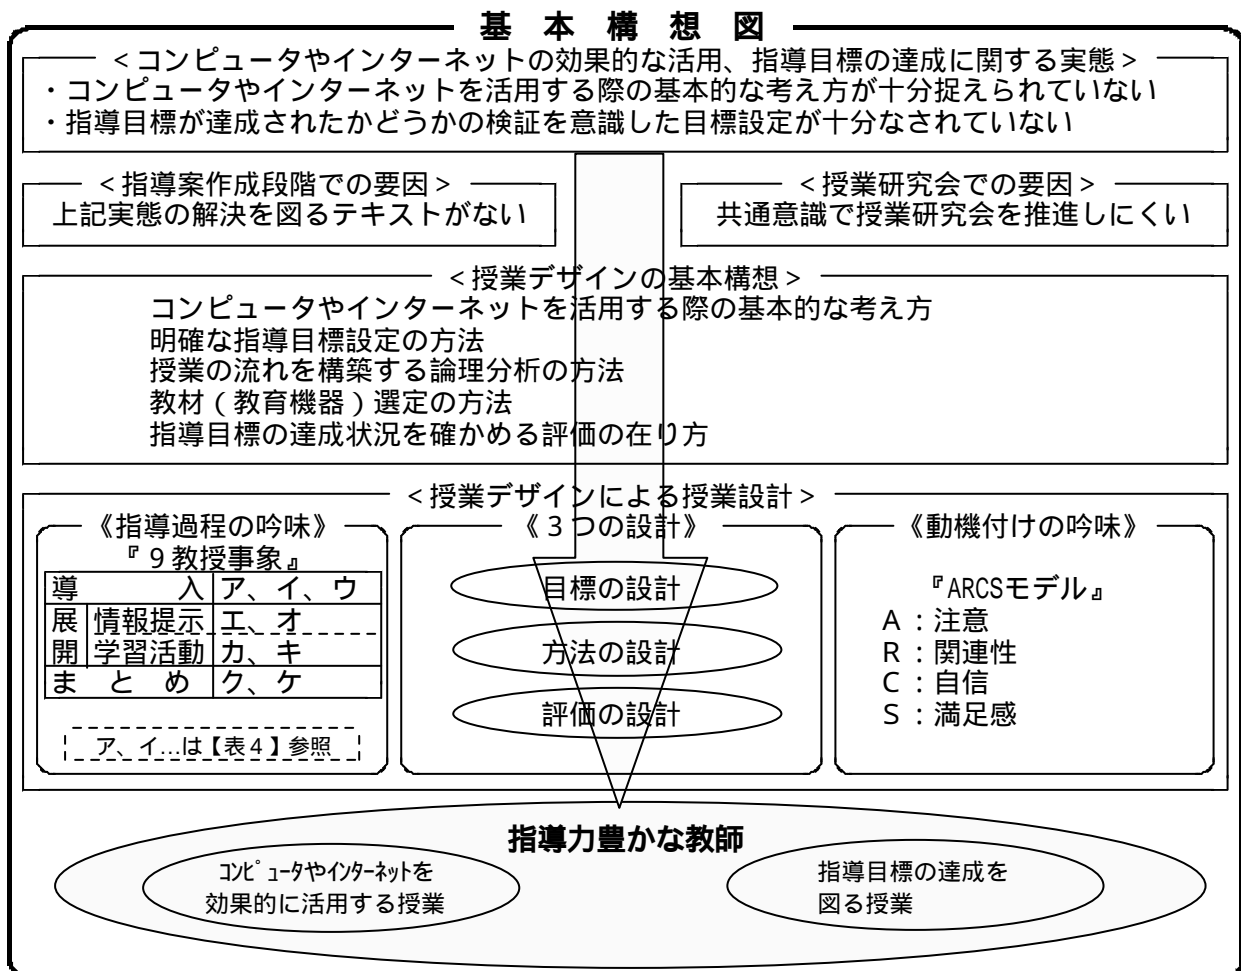 基 本 構 想 図
<コンピュータやインターネットの効果的な活用、指導目標の達成に関する実態>
・コンピュータやインターネットを活用する際の基本的な考え方が十分捉えられていない
・指導目標が達成されたかどうかの検証を意識した目標設定が十分なされていない
<指導案作成段階での要因>
上記実態の解決を図るテキストがない
<授業研究会での要因>
共通意識で授業研究会を推進しにくい
<授業デザインの基本構想>
コンピュータやインターネットを活用する際の基本的な考え方
明確な指導目標設定の方法
授業の流れを構築する論理分析の方法
教材(教育機器)選定の方法
指導目標の達成状況を確かめる評価の在り方
<授業デザインによる授業設計>
《指導過程の吟味》
『9教授事象』
導 入 ア、イ、ウ
展 情報提示 エ、オ
開 学習活動 カ、キ
ま と め ク、ケ
ア、イ…は【表4】参照
《3つの設計》
目標の設計
方法の設計
評価の設計
《動機付けの吟味》
『ARCSモデル』
A:注意
R:関連性
C:自信
S:満足感
指導力豊かな教師
コンピュータやインターネットを
効果的に活用する授業
指導目標の達成を
図る授業